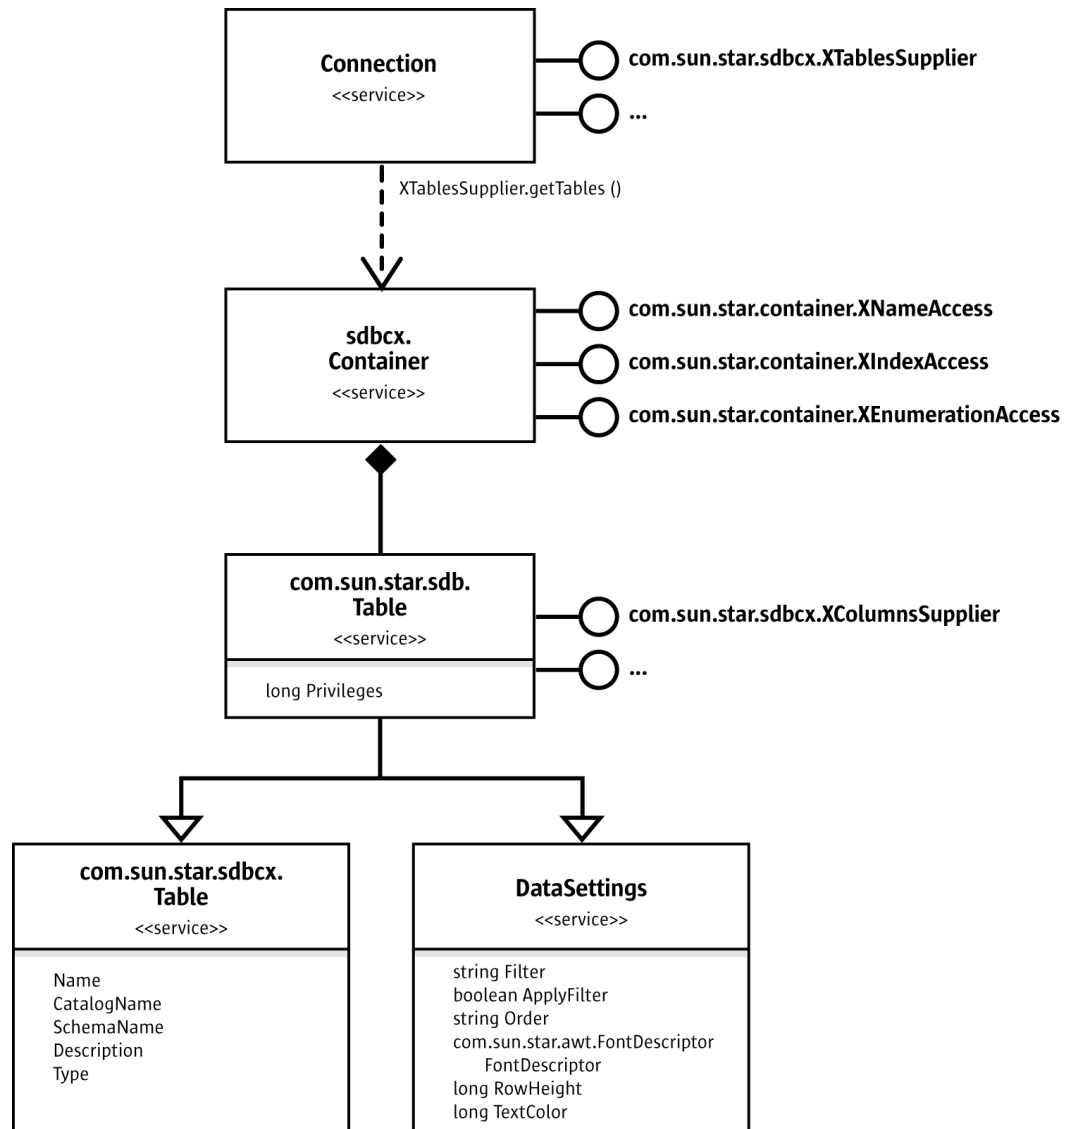 Connection
<<service>>
com.sun.star.sdbcx.XTablesSupplier
...
XTablesSupplier.getTables ()
sdbcx.
Container
<<service>>
com.sun.star.container.XNameAccess
com.sun.star.container.XIndexAccess
com.sun.star.container.XEnumerationAccess
com.sun.star.sdb.
Table
<<service>>
long Privileges
com.sun.star.sdbcx.XColumnsSupplier
...
com.sun.star.sdbcx.
Table
<<service>>
Name
CatalogName
SchemaName
Description
Type
DataSettings
<<service>>
string Filter
boolean ApplyFilter
string Order
com.sun.star.awt.FontDescriptor
FontDescriptor
long RowHeight
long TextColor